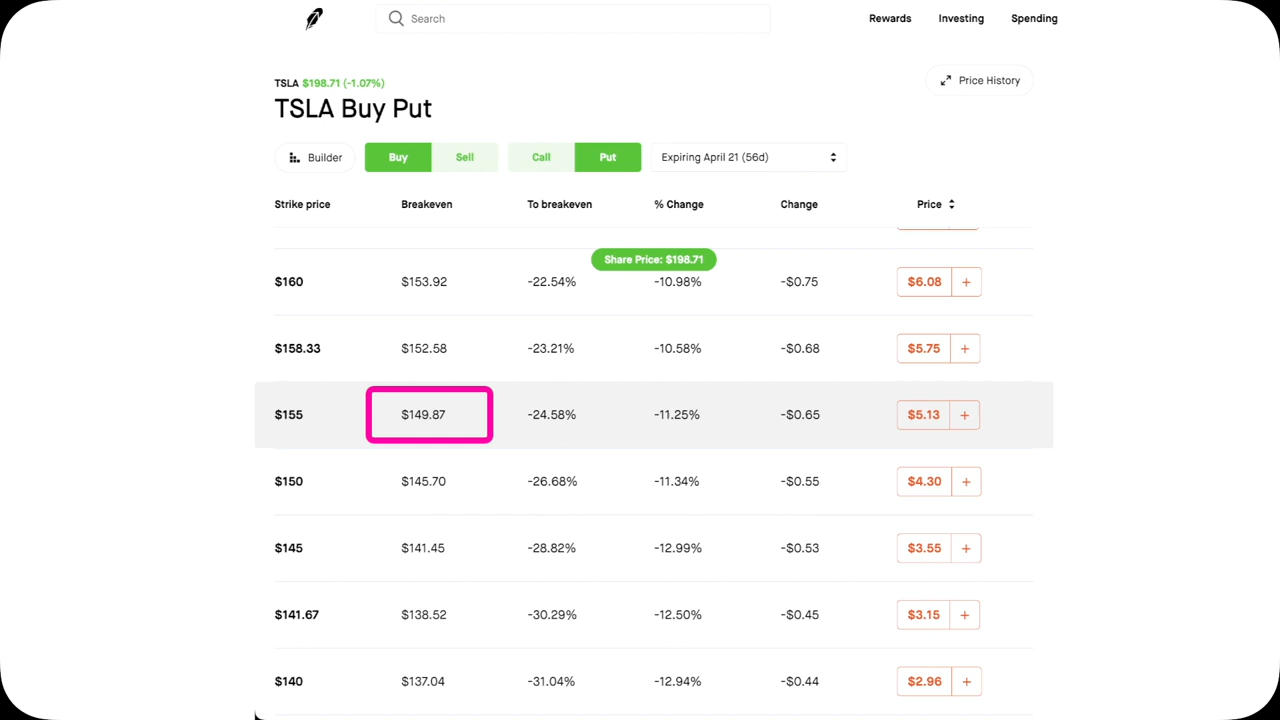 Search
Rewards Investing Spending
TSLA $198.71 (-1.07%)
Price History
TSLA Buy Put
Builder Buy Sell Call Put Expiring April 21 (56d)
Strike price Breakeven To breakeven % Change Change Price
Share Price: $198.71
$160 $153.92 -22.54% -10.98% -$0.75 $6.08 +
$158.33 $152.58 -23.21% -10.58% -$0.68 $5.75 +
$155 $149.87 -24.58% -11.25% -$0.65 $5.13 +
$150 $145.70 -26.68% -11.34% -$0.55 $4.30 +
$145 $141.45 -28.82% -12.99% -$0.53 $3.55 +
$141.67 $138.52 -30.29% -12.50% -$0.45 $3.15 +
$140 $137.04 -31.04% -12.94% -$0.44 $2.96 +